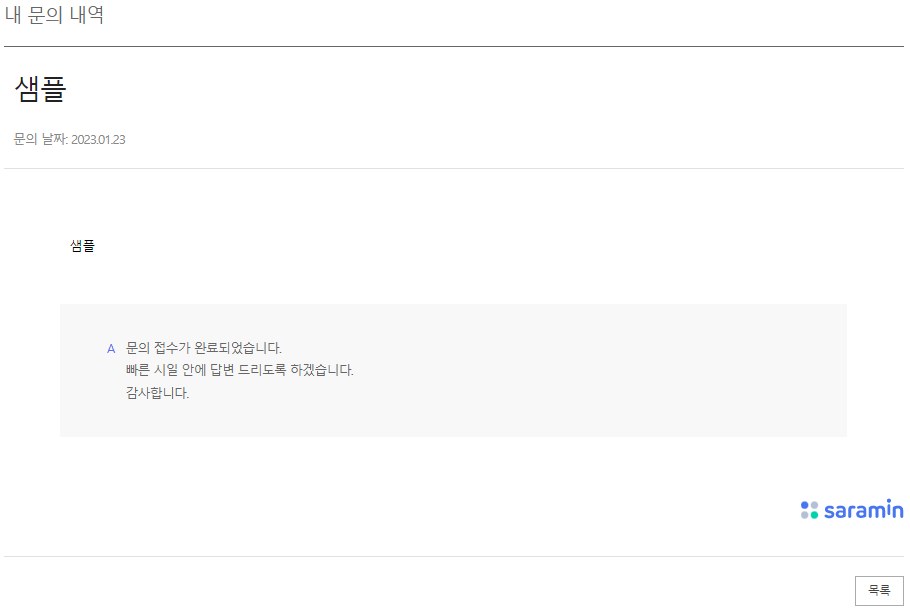 내 문의 내역
샘플
문의 날짜: 2023.01.23
샘플
A 문의 접수가 완료되었습니다.
빠른 시일 안에 답변 드리도록 하겠습니다.
감사합니다.
saramin
목록